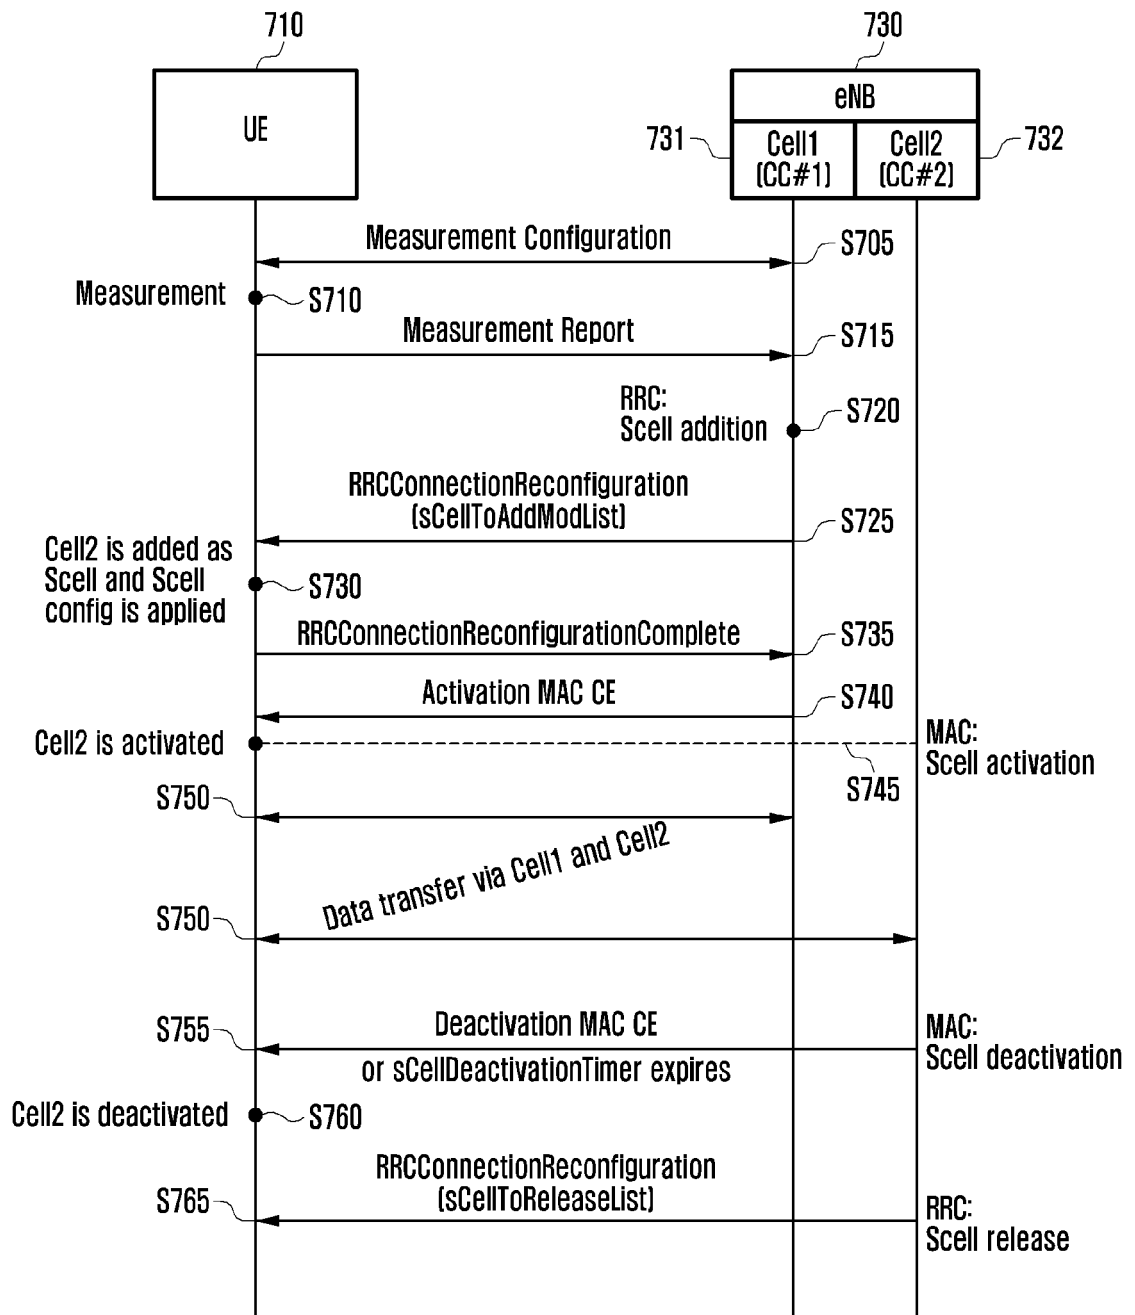 710
730
UE
eNB
731
Cell1
(CC#1)
Cell2
(CC#2)
732
Measurement Configuration
S705
Measurement
S710
Measurement Report
S715
RRC:
Scell addition
S720
RRCConnectionReconfiguration
(sCellToAddModList)
S725
Cell2 is added as
Scell and Scell
config is applied
S730
RRCConnectionReconfigurationComplete
S735
Activation MAC CE
S740
Cell2 is activated
MAC:
Scell activation
S745
S750
Data transfer via Cell1 and Cell2
S750
S755
Deactivation MAC CE
or sCellDeactivationTimer expires
MAC:
Scell deactivation
Cell2 is deactivated
S760
RRCConnectionReconfiguration
(sCellToReleaseList)
S765
RRC:
Scell release